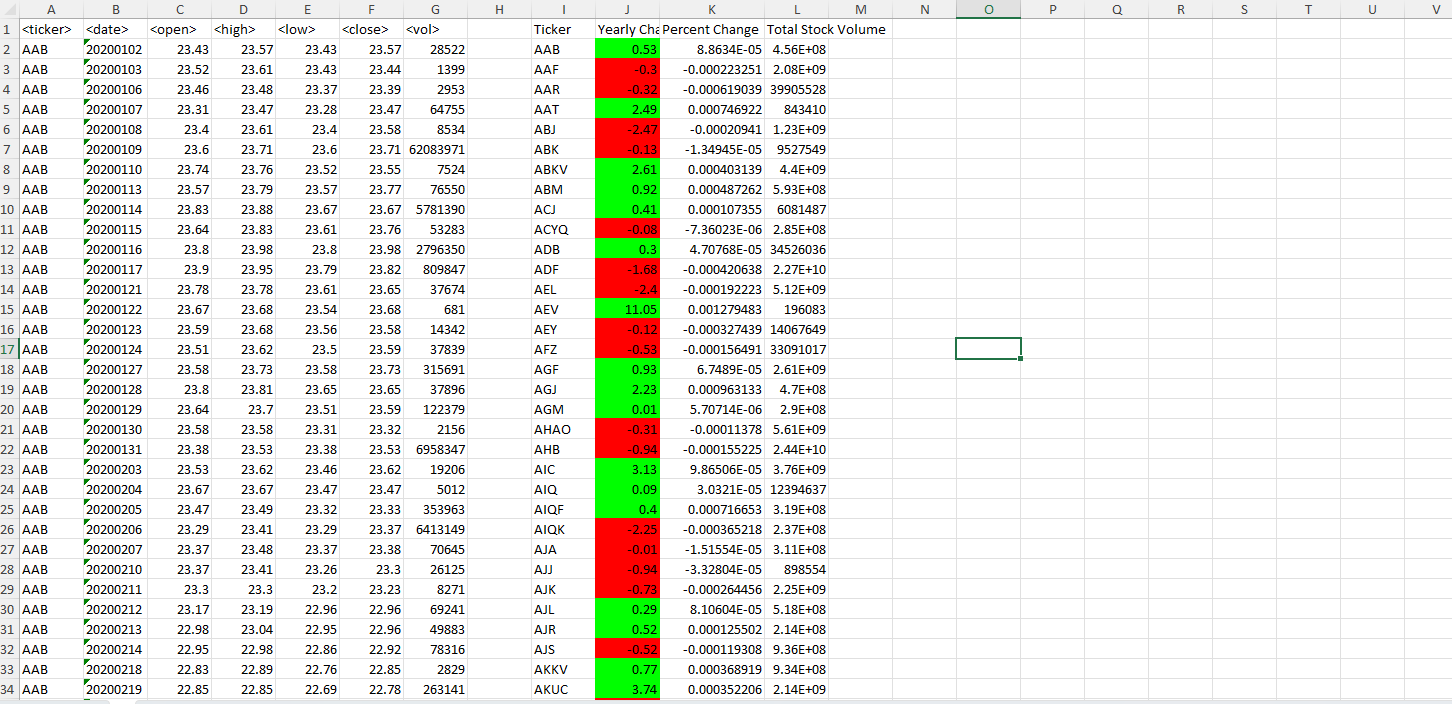 A B C D E F G H I J K L M N O P Q R S T U V
1 <ticker> <date> <open> <high> <low> <close> <vol> Ticker Yearly Cha Percent Change Total Stock Volume
2 AAB 20200102 23.43 23.57 23.43 23.57 28522 AAB 0.53 8.8634E-05 4.56E+08
3 AAB 20200103 23.52 23.61 23.43 23.44 1399 AAF -0.3 -0.000223251 2.08E+09
4 AAB 20200106 23.46 23.48 23.37 23.39 2953 AAR -0.32 -0.000619039 39905528
5 AAB 20200107 23.31 23.47 23.28 23.47 64755 AAT 2.49 0.000746922 843410
6 AAB 20200108 23.4 23.61 23.4 23.58 8534 ABJ -2.47 -0.00020941 1.23E+09
7 AAB 20200109 23.6 23.71 23.6 23.71 62083971 ABK -0.13 -1.34945E-05 9527549
8 AAB 20200110 23.74 23.76 23.52 23.55 7524 ABKV 2.61 0.000403139 4.4E+09
9 AAB 20200113 23.57 23.79 23.57 23.77 76550 ABM 0.92 0.000487262 5.93E+08
10 AAB 20200114 23.83 23.88 23.67 23.67 5781390 ACJ 0.41 0.000107355 6081487
11 AAB 20200115 23.64 23.83 23.61 23.76 53283 ACYQ -0.08 -7.36023E-06 2.85E+08
12 AAB 20200116 23.8 23.98 23.8 23.98 2796350 ADB 0.3 4.70768E-05 34526036
13 AAB 20200117 23.9 23.95 23.79 23.82 809847 ADF -1.68 -0.000420638 2.27E+10
14 AAB 20200121 23.78 23.78 23.61 23.65 37674 AEL -2.4 -0.000192223 5.12E+09
15 AAB 20200122 23.67 23.68 23.54 23.68 681 AEV 11.05 0.001279483 196083
16 AAB 20200123 23.59 23.68 23.56 23.58 14342 AEY -0.12 -0.000327439 14067649
17 AAB 20200124 23.51 23.62 23.5 23.59 37839 AFZ -0.53 -0.000156491 33091017
18 AAB 20200127 23.58 23.73 23.58 23.73 315691 AGF 0.93 6.7489E-05 2.61E+09
19 AAB 20200128 23.8 23.81 23.65 23.65 37896 AGJ 2.23 0.000963133 4.7E+08
20 AAB 20200129 23.64 23.7 23.51 23.59 122379 AGM 0.01 5.70714E-06 2.9E+08
21 AAB 20200130 23.58 23.58 23.31 23.32 2156 AHAO -0.31 -0.00011378 5.61E+09
22 AAB 20200131 23.38 23.53 23.38 23.53 6958347 AHB -0.94 -0.000155225 2.44E+10
23 AAB 20200203 23.53 23.62 23.46 23.62 19206 AIC 3.13 9.86506E-05 3.76E+09
24 AAB 20200204 23.67 23.67 23.47 23.47 5012 AIQ 0.09 3.0321E-05 12394637
25 AAB 20200205 23.47 23.49 23.32 23.33 353963 AIQF 0.4 0.000716653 3.19E+08
26 AAB 20200206 23.29 23.41 23.29 23.37 6413149 AIQK -2.25 -0.000365218 2.37E+08
27 AAB 20200207 23.37 23.48 23.37 23.38 70645 AJA -0.01 -1.51554E-05 3.11E+08
28 AAB 20200210 23.37 23.41 23.26 23.3 26125 AJJ -0.94 -3.32804E-05 898554
29 AAB 20200211 23.3 23.3 23.2 23.23 8271 AJK -0.73 -0.000264456 2.25E+09
30 AAB 20200212 23.17 23.19 22.96 22.96 69241 AJL 0.29 8.10604E-05 5.18E+08
31 AAB 20200213 22.98 23.04 22.95 22.96 49883 AJR 0.52 0.000125502 2.14E+08
32 AAB 20200214 22.95 22.98 22.86 22.92 78316 AJS -0.52 -0.000119308 9.36E+08
33 AAB 20200218 22.83 22.89 22.76 22.85 2829 AKKV 0.77 0.000368919 9.34E+08
34 AAB 20200219 22.85 22.85 22.69 22.78 263141 AKUC 3.74 0.000352206 2.14E+09